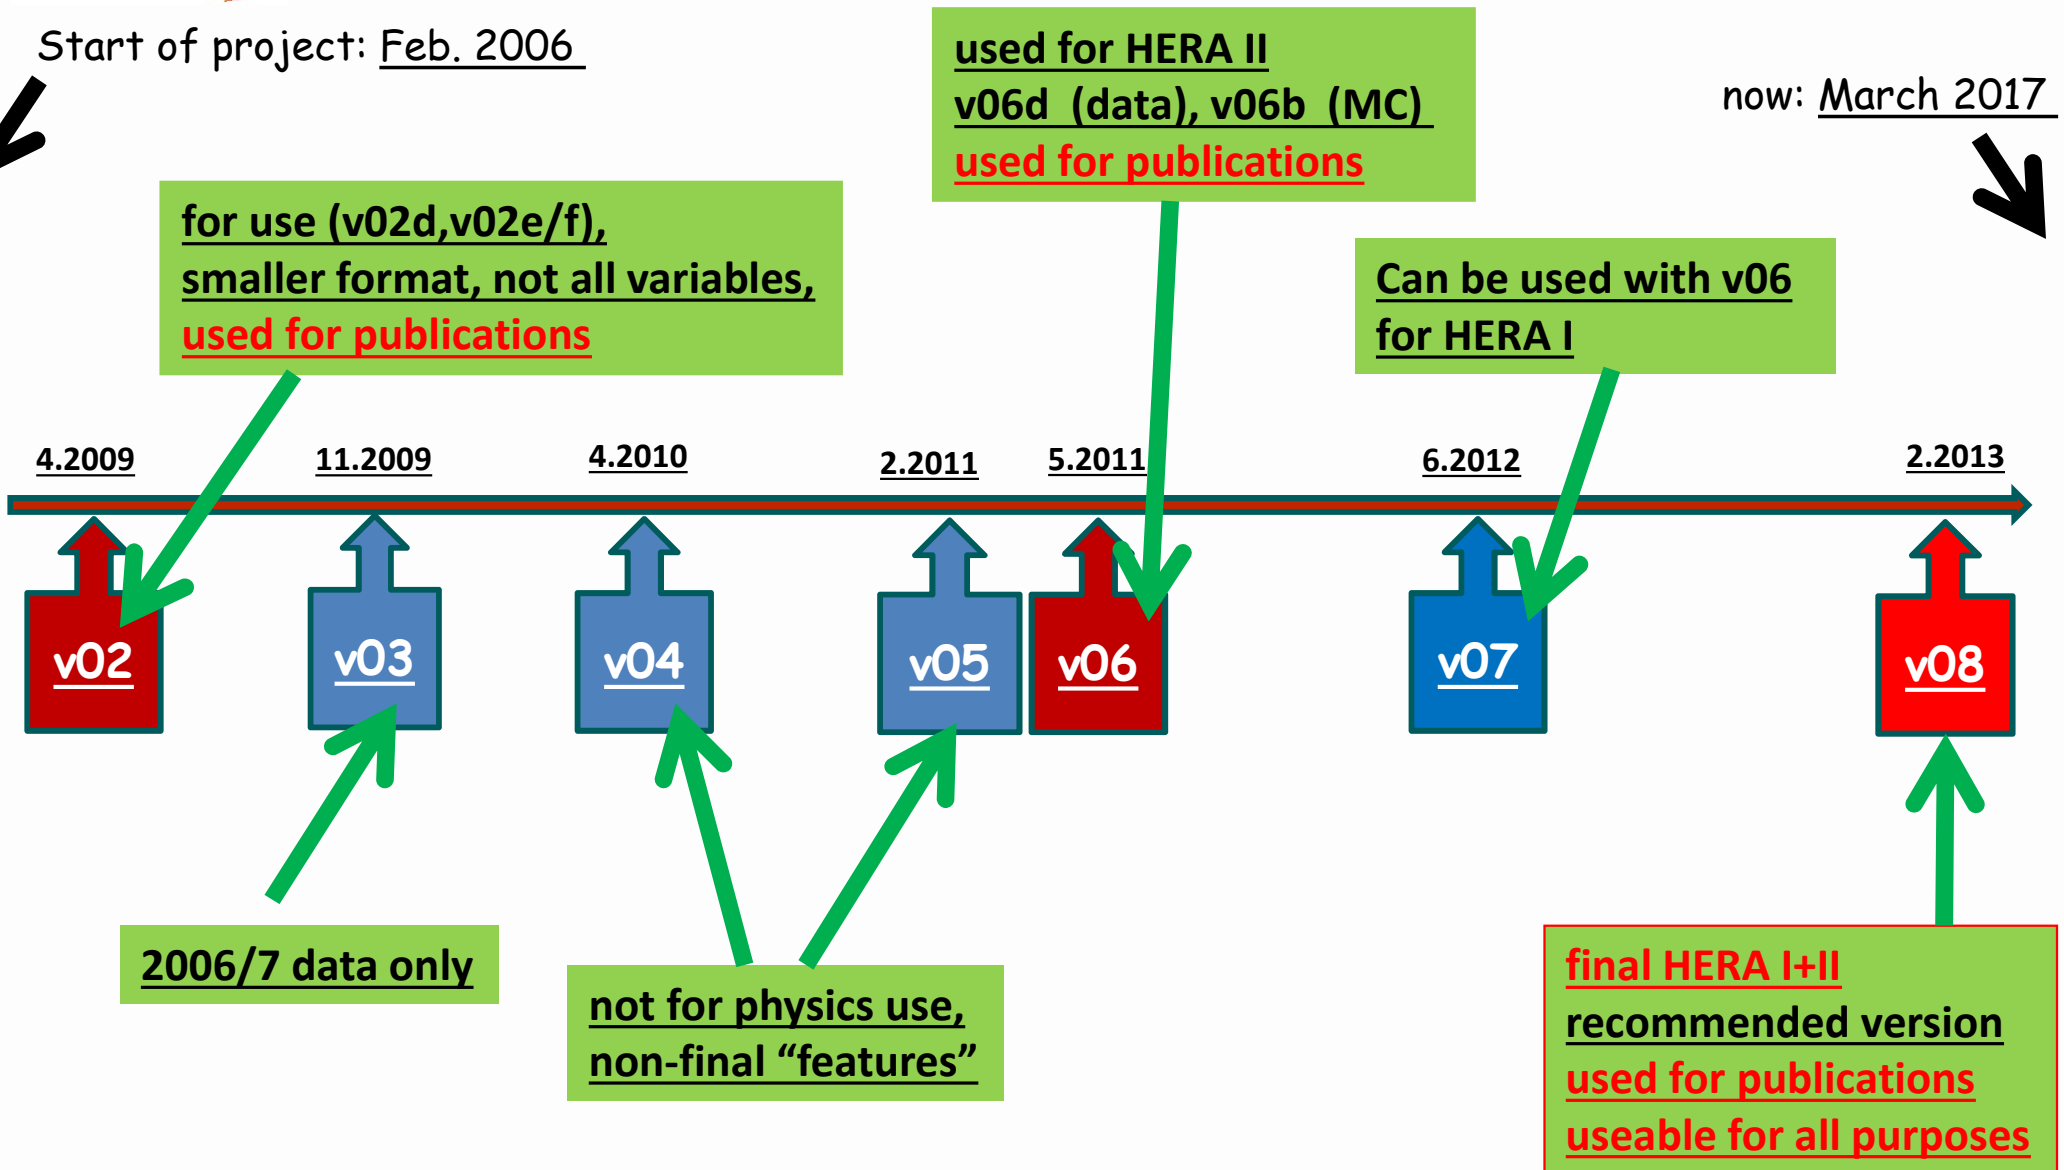 Start of project: Feb. 2006
now: March 2017
used for HERA II
v06d (data), v06b (MC)
used for publications
for use (v02d,v02e/f),
smaller format, not all variables,
used for publications
Can be used with v06
for HERA I
4.2009
11.2009
4.2010
2.2011
5.2011
6.2012
2.2013
v02
v03
v04
v05
v06
v07
v08
2006/7 data only
not for physics use,
non-final “features”
final HERA I+II
recommended version
used for publications
useable for all purposes